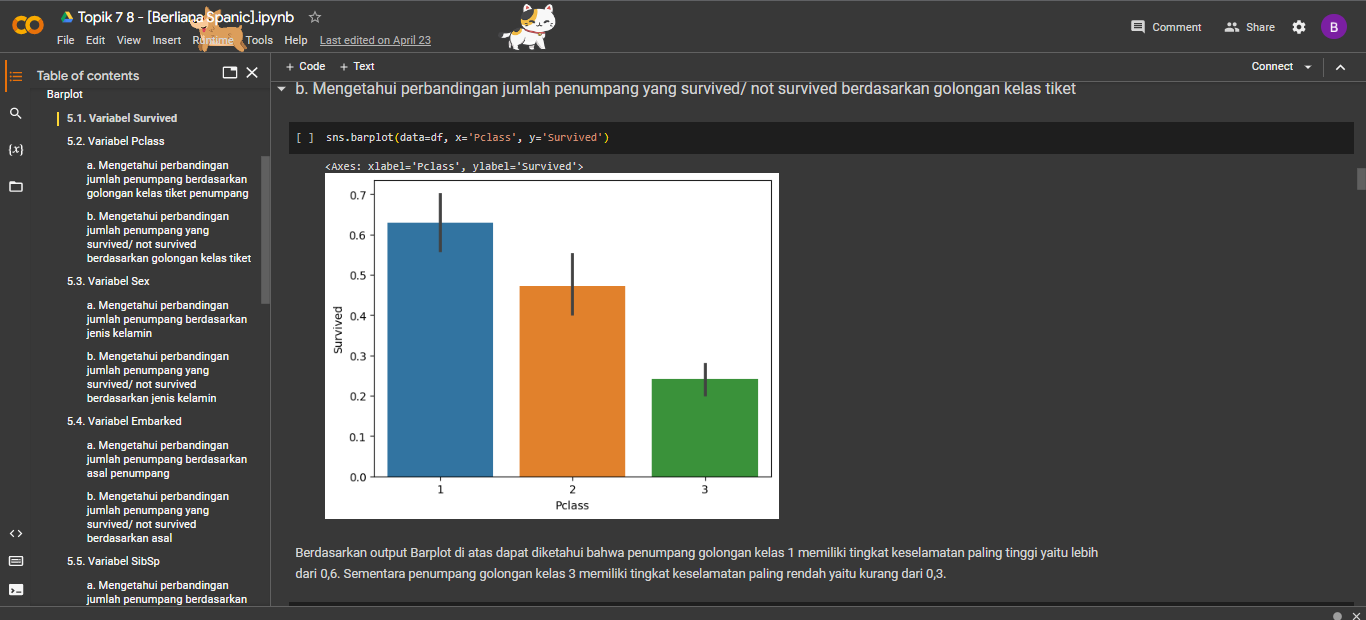 Topik 7 8 - [Berliana Spanic].ipynb
File Edit View Insert Runtime Tools Help Last edited on April 23
Comment Share B
Table of contents
Barplot
5.1. Variabel Survived
5.2. Variabel Pclass
a. Mengetahui perbandingan
jumlah penumpang berdasarkan
golongan kelas tiket penumpang
b. Mengetahui perbandingan
jumlah penumpang yang
survived/ not survived
berdasarkan golongan kelas tiket
5.3. Variabel Sex
a. Mengetahui perbandingan
jumlah penumpang berdasarkan
jenis kelamin
b. Mengetahui perbandingan
jumlah penumpang yang
survived/ not survived
berdasarkan jenis kelamin
5.4. Variabel Embarked
a. Mengetahui perbandingan
jumlah penumpang berdasarkan
asal penumpang
b. Mengetahui perbandingan
jumlah penumpang yang
survived/ not survived
berdasarkan asal
5.5. Variabel SibSp
a. Mengetahui perbandingan
jumlah penumpang berdasarkan
+ Code + Text
Connect
b. Mengetahui perbandingan jumlah penumpang yang survived/ not survived berdasarkan golongan kelas tiket
[ ] sns.barplot(data=df, x='Pclass', y='Survived')
<Axes: xlabel='Pclass', ylabel='Survived'>
0.7
0.6
0.5
0.4
0.3
0.2
0.1
0.0
Survived
1 2 3
Pclass
Berdasarkan output Barplot di atas dapat diketahui bahwa penumpang golongan kelas 1 memiliki tingkat keselamatan paling tinggi yaitu lebih
dari 0,6. Sementara penumpang golongan kelas 3 memiliki tingkat keselamatan paling rendah yaitu kurang dari 0,3.